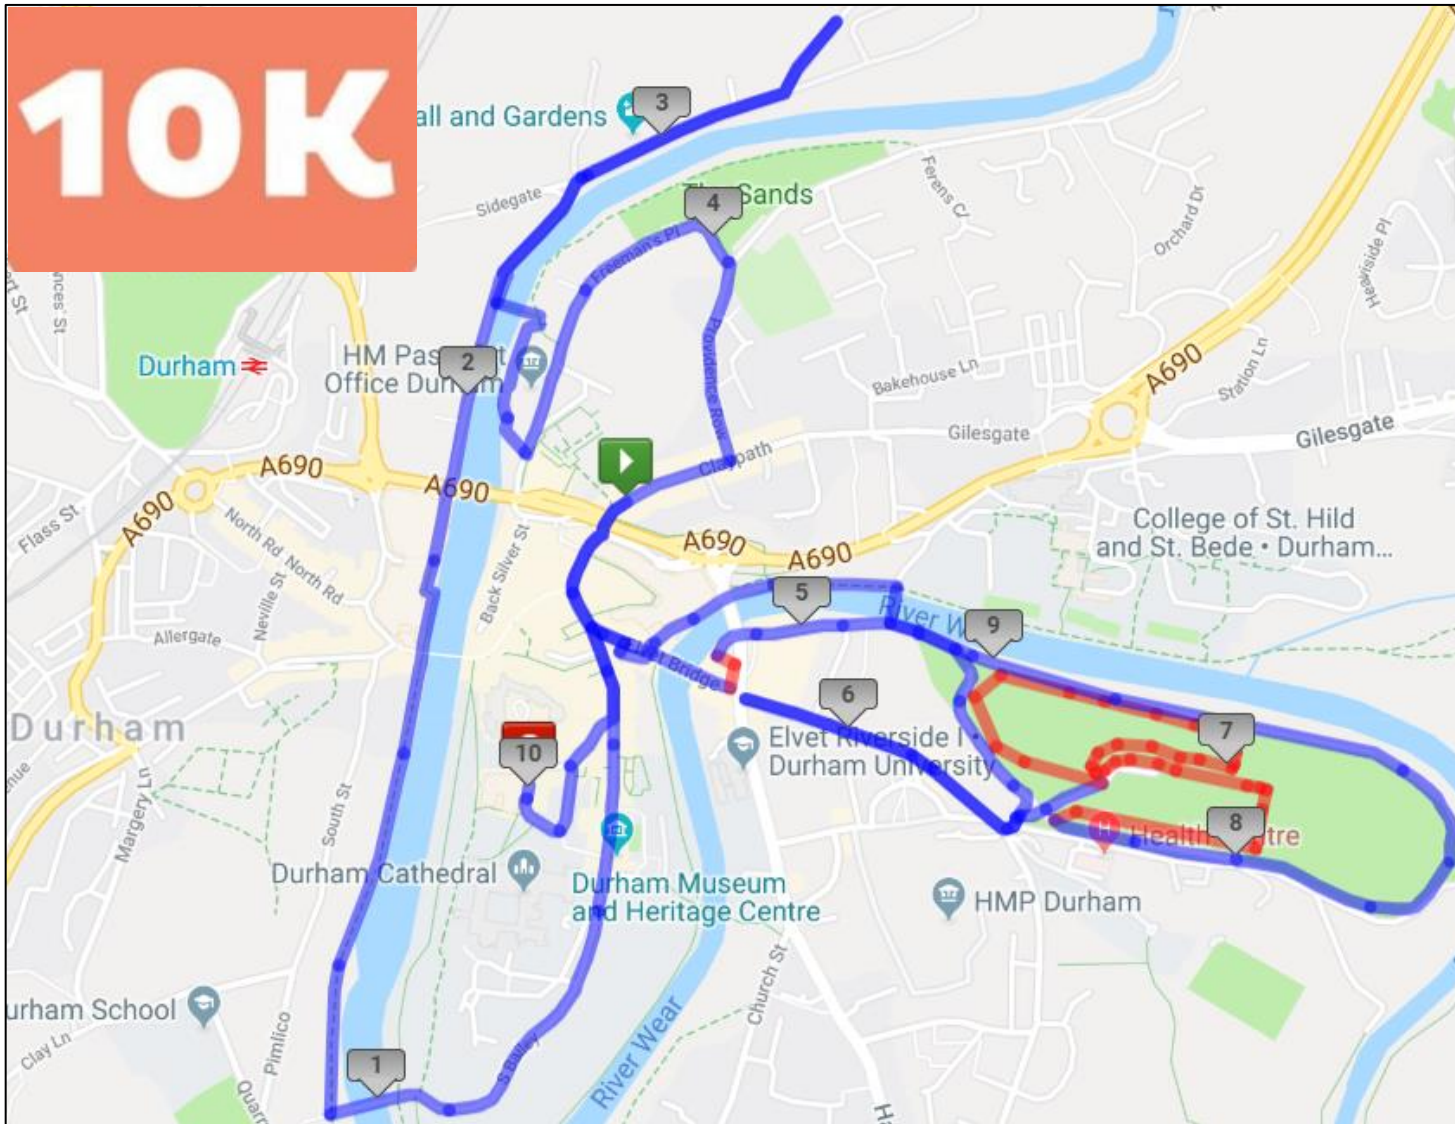 10K
all and Gardens
3
Sidegate
The Sands
4
Ferens Cl
Orchard Dr
Heaviside Pl
Freeman's Pl
Durham
2
HM Pas
t
Office Durham
Providence Row
Bakehouse Ln
Station Ln
A690
Gilesgate
Gilesgate
Claypath
A690
A690
A690
Flass St
North Rd
North Rd
Neville St
Back Silver St
A690
A690
College of St. Hild
and St. Bede • Durham...
Allergate
5
River W
9
Elvet Bridge
6
7
Durham
10
Elvet Riverside I •
Durham University
Margery Ln
South St
8
Health
tre
Durham Cathedral
Durham Museum
and Heritage Centre
HMP Durham
Church St
urham School
Clay Ln
Pimlico
1
S Bailey
River Wear
Quarr
Ha